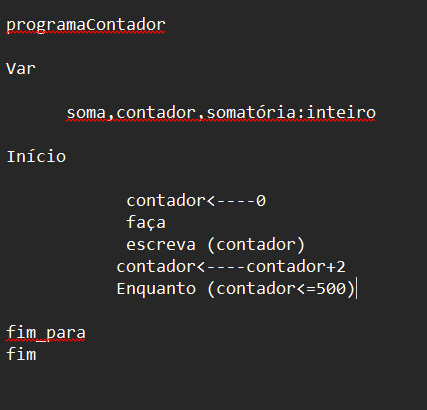 programaContador
Var
soma,contador,somatória:inteiro
Início
contador<----0
faça
escreva (contador)
contador<----contador+2
Enquanto (contador<=500)
fim_para
fim